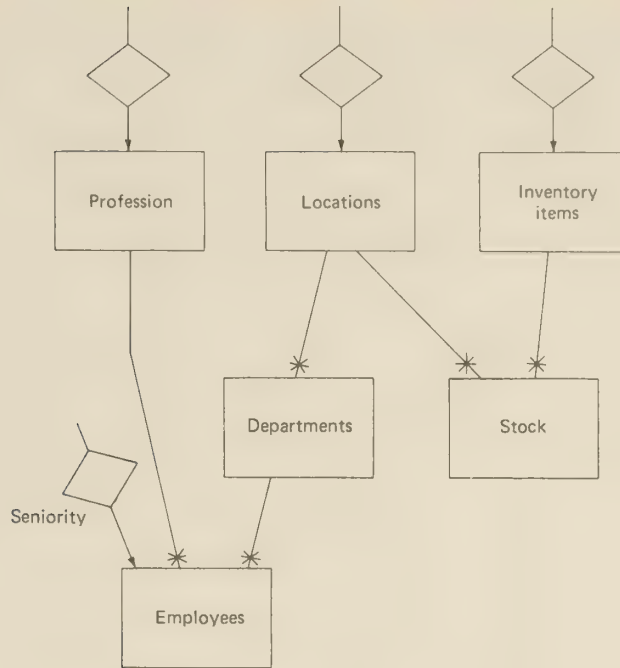 Profession
Locations
Inventory
items
Departments
Stock
Seniority
Employees